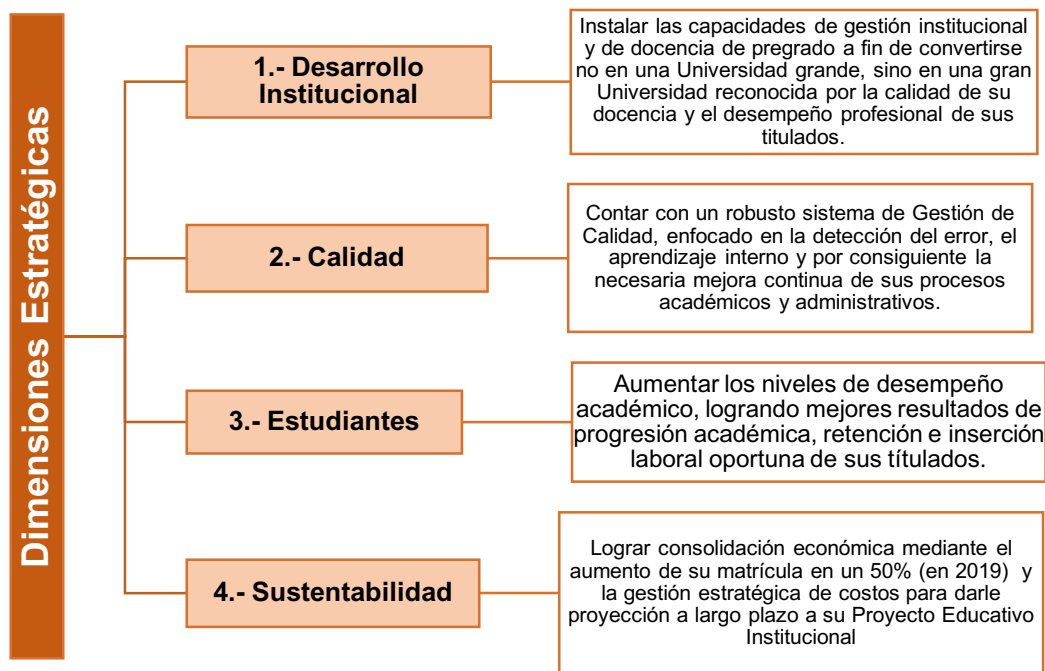 Dimensiones Estratégicas
1.- Desarrollo
Institucional
Instalar las capacidades de gestión institucional
y de docencia de pregrado a fin de convertirse
no en una Universidad grande, sino en una gran
Universidad reconocida por la calidad de su
docencia y el desempeño profesional de sus
titulados.
2.- Calidad
Contar con un robusto sistema de Gestión de
Calidad, enfocado en la detección del error, el
aprendizaje interno y por consiguiente la
necesaria mejora continua de sus procesos
académicos y administrativos.
3.- Estudiantes
Aumentar los niveles de desempeño
académico, logrando mejores resultados de
progresión académica, retención e inserción
laboral oportuna de sus títulados.
4.- Sustentabilidad
Lograr consolidación económica mediante el
aumento de su matrícula en un 50% (en 2019) y
la gestión estratégica de costos para darle
proyección a largo plazo a su Proyecto Educativo
Institucional